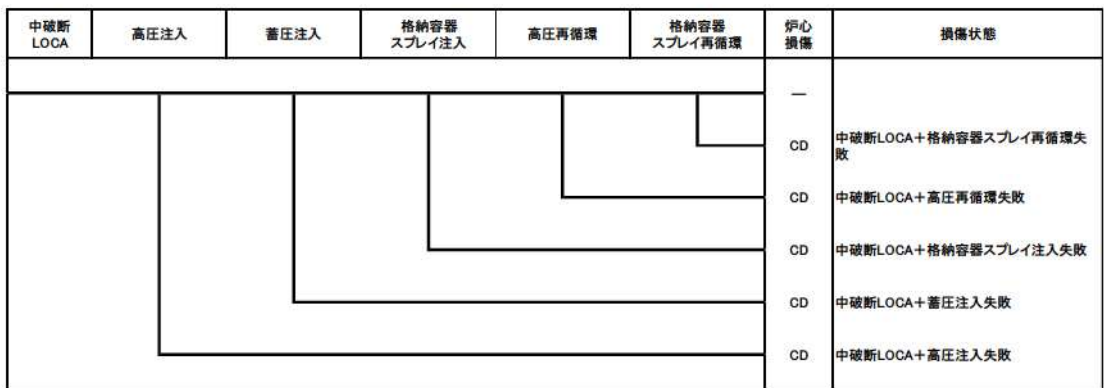 中破断
LOCA
高圧注入
蓄圧注入
格納容器
スプレイ注入
高圧再循環
格納容器
スプレイ再循環
炉心
損傷
損傷状態
—
CD
中破断LOCA+格納容器スプレイ再循環失
敗
CD
中破断LOCA+高圧再循環失敗
CD
中破断LOCA+格納容器スプレイ注入失敗
CD
中破断LOCA+蓄圧注入失敗
CD
中破断LOCA+高圧注入失敗